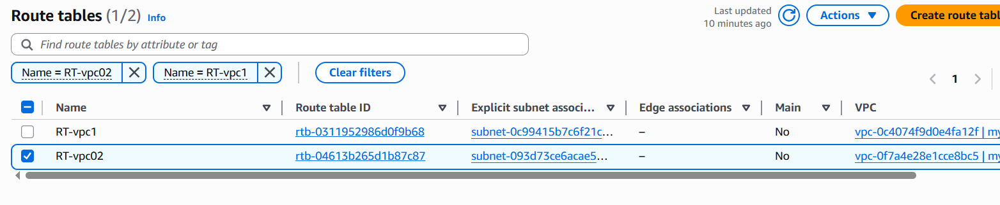 Route tables (1/2) Info
Last updated
10 minutes ago
Actions
Create route tabl
Find route tables by attribute or tag
Name = RT-vpc02
Name = RT-vpc1
Clear filters
1
Name Route table ID Explicit subnet associ... Edge associations Main VPC
RT-vpc1 rtb-0311952986d0f9b68 subnet-0c99415b7c6f21c... – No vpc-0c4074f9d0e4fa12f | my
RT-vpc02 rtb-04613b265d1b87c87 subnet-093d73ce6acae5... – No vpc-0f7a4e28e1cce8bc5 | my